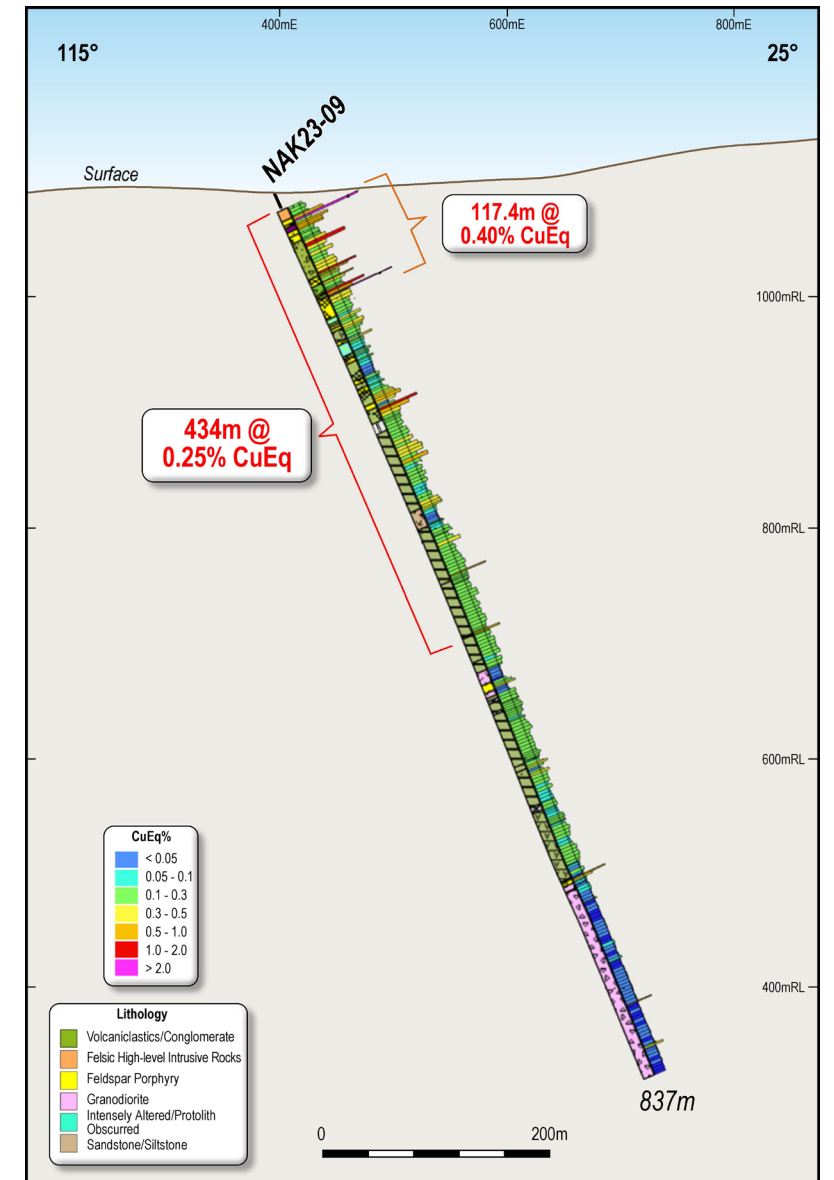 400mE
600mE
800mE
115°
25°
NAK23-09
Surface
117.4m @
0.40% CuEq
1000mRL
434m @
0.25% CuEq
800mRL
600mRL
CuEq%
< 0.05
0.05 - 0.1
0.1 - 0.3
0.3 - 0.5
0.5 - 1.0
1.0 - 2.0
> 2.0
400mRL
Lithology
Volcaniclastics/Conglomerate
Felsic High-level Intrusive Rocks
Feldspar Porphyry
Granodiorite
Intensely Altered/Protolith
Obscurred
Sandstone/Siltstone
837m
0
200m